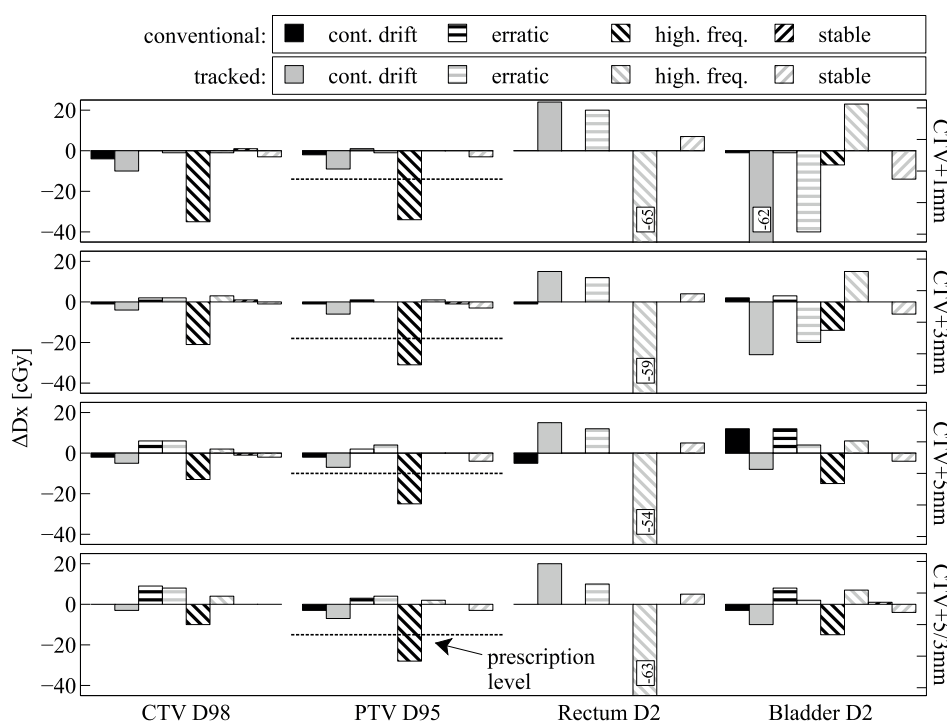 conventional: cont. drift erratic high. freq. stable
tracked: cont. drift erratic high. freq. stable
20
0
−20
−40
-65
-62
CTV+1mm
20
0
−20
−40
-59
CTV+3mm
ΔDx [cGy]
20
0
−20
−40
-54
CTV+5mm
20
0
−20
−40
-63
CTV+5/3mm
prescription
level
CTV D98 PTV D95 Rectum D2 Bladder D2